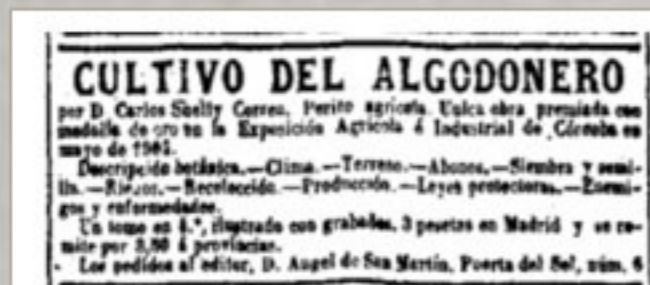 CULTIVO DEL ALGODONERO
por D. Carlos Shelly Correa, Perito agrícola. Unica obra premiada con
medalla de oro en la Exposición Agrícola é Industrial de Córdoba en
mayo de
Descripción botánica.—Clima.—Terreno.—Abonos.—Siembra y semi-
lla.—Riegos.—Recolección.—Producción.—Leyes protectoras.—Enemi-
gos y enfermedades.
Un tomo en 4.°, ilustrado con grabados, 3 pesetas en Madrid y se re-
mite por 3,50 á provincias.
Los pedidos al editor, D. Angel de San Martín, Puerta del Sol, núm. 6